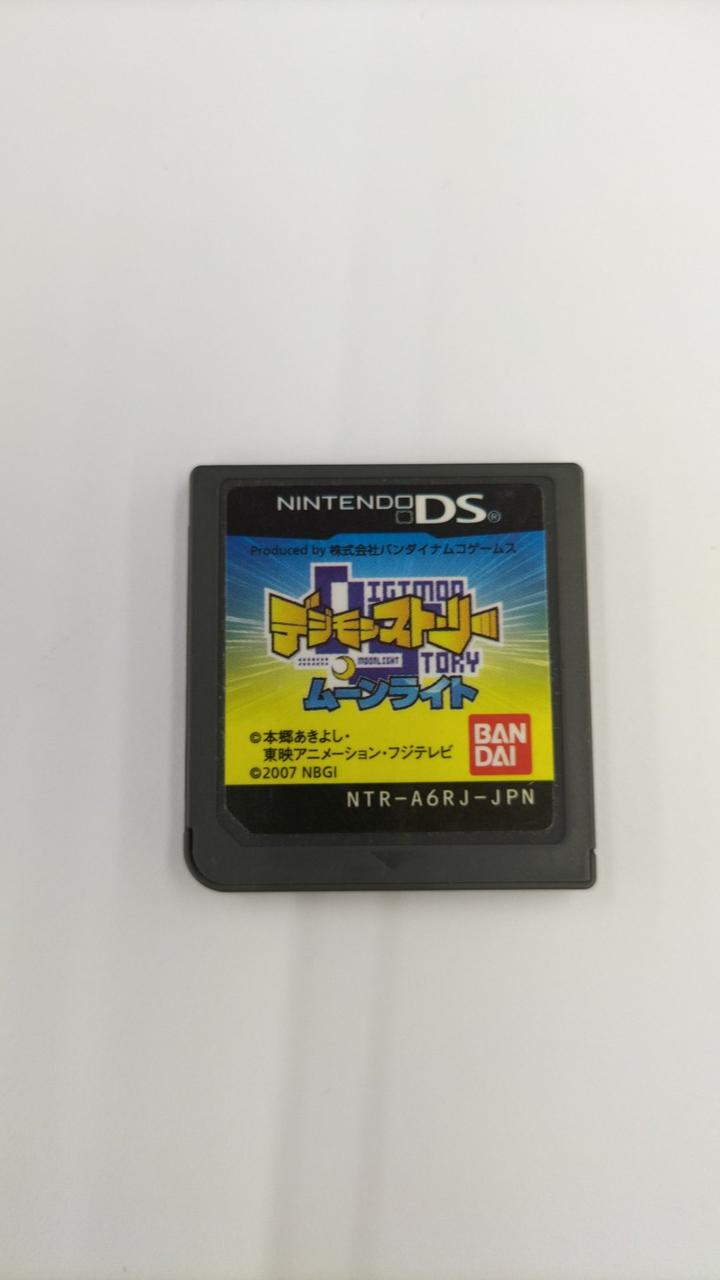 NINTENDO DS®
Produced by 株式会社バンダイナムコゲームス
DIGIMON
デジモンストーリー
MOONLIGHT
STORY
ムーンライト
©本郷あきよし・
東映アニメーション・フジテレビ
©2007 NBGI
BAN
DAI
NTR-A6RJ-JPN